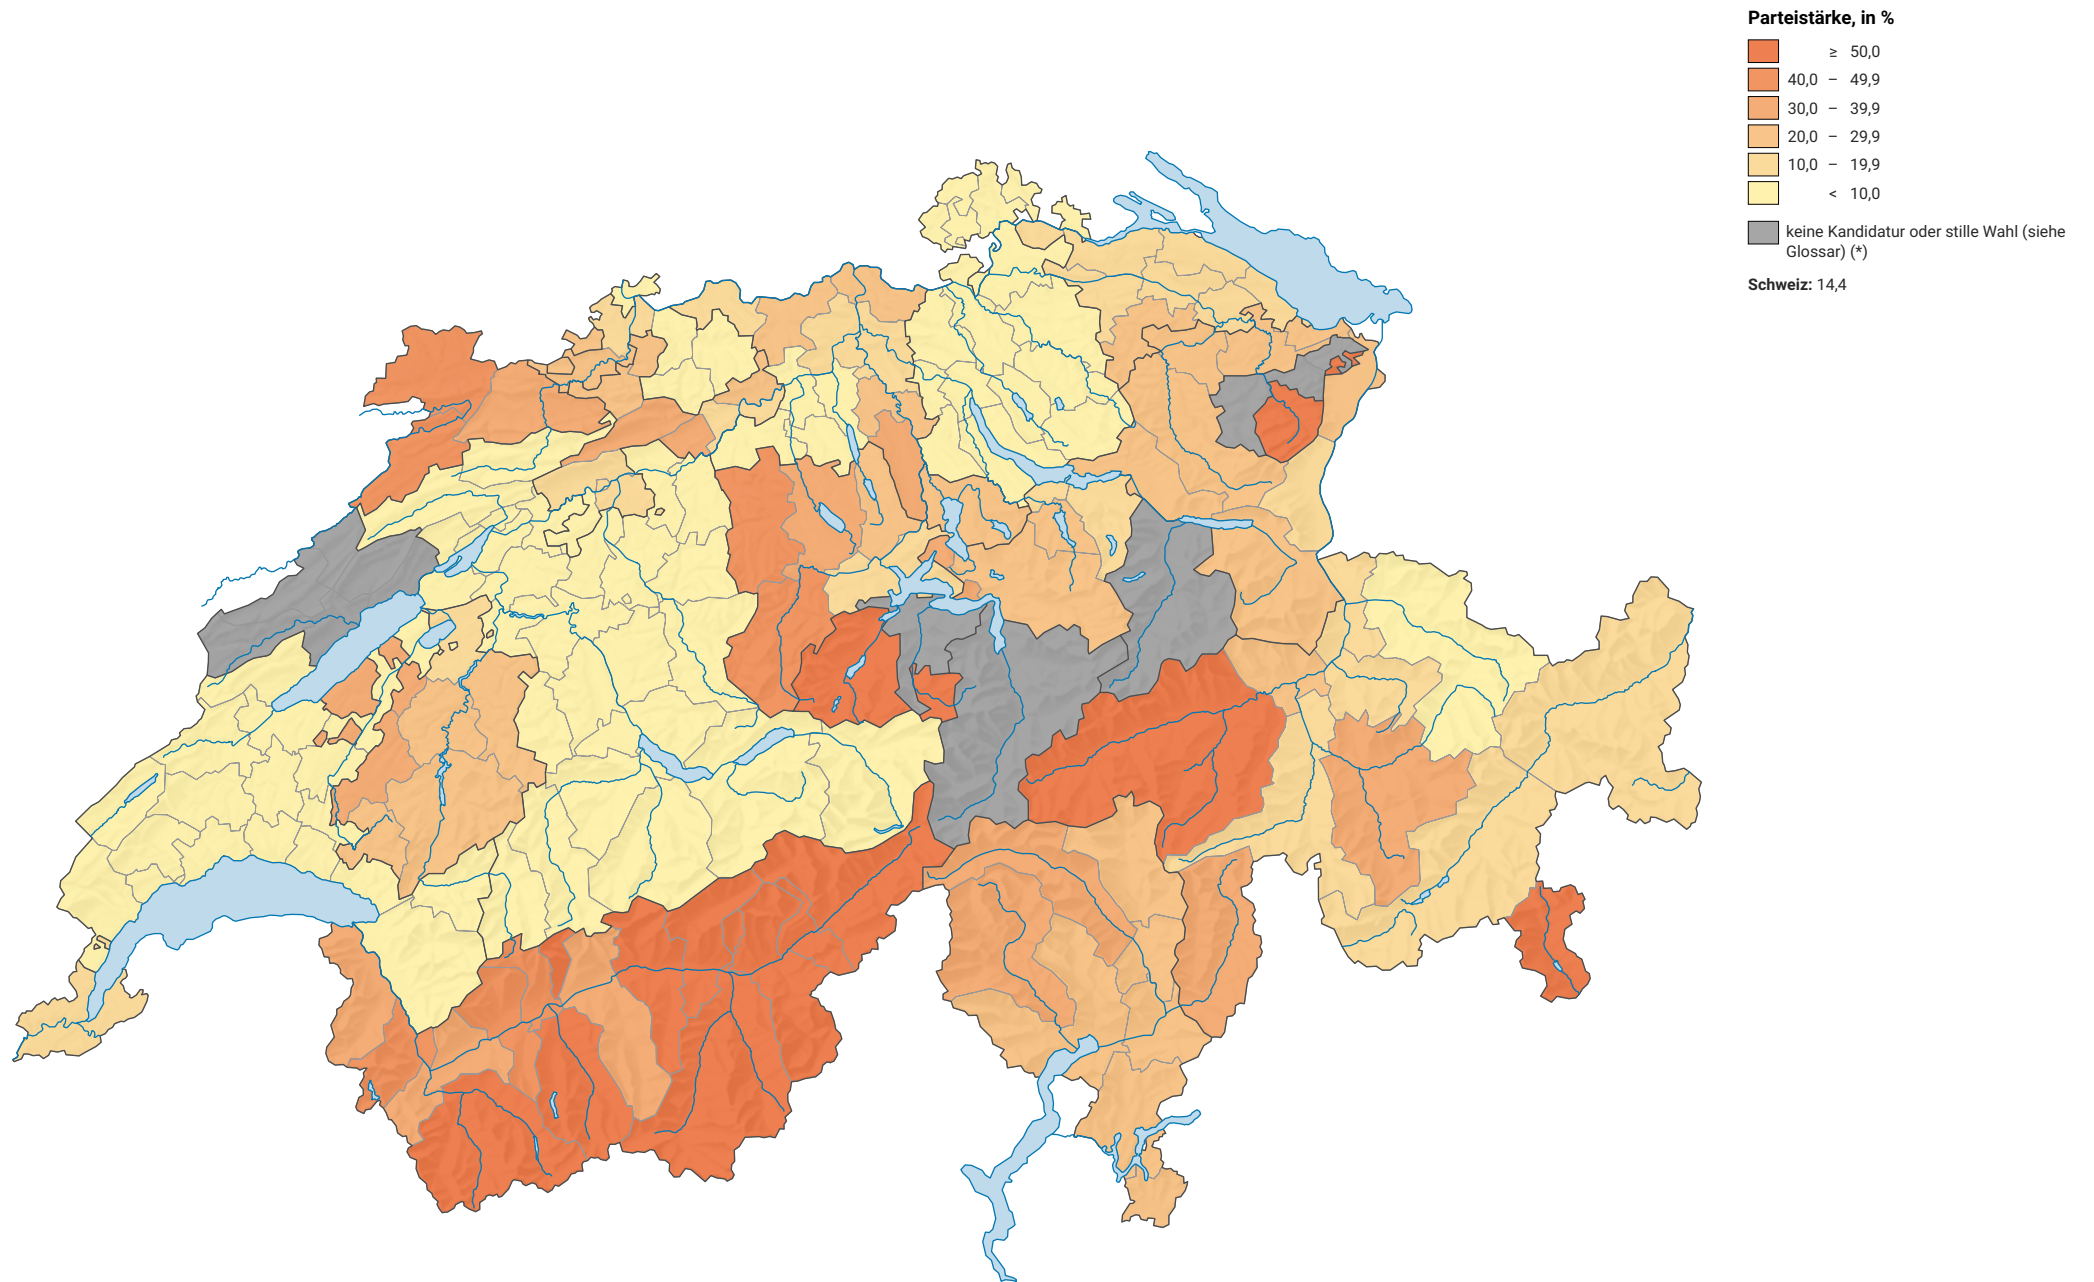 Parteistärke, in %
≥ 50,0
40,0 – 49,9
30,0 – 39,9
20,0 – 29,9
10,0 – 19,9
< 10,0
keine Kandidatur oder stille Wahl (siehe
Glossar) (*)
Schweiz: 14,4